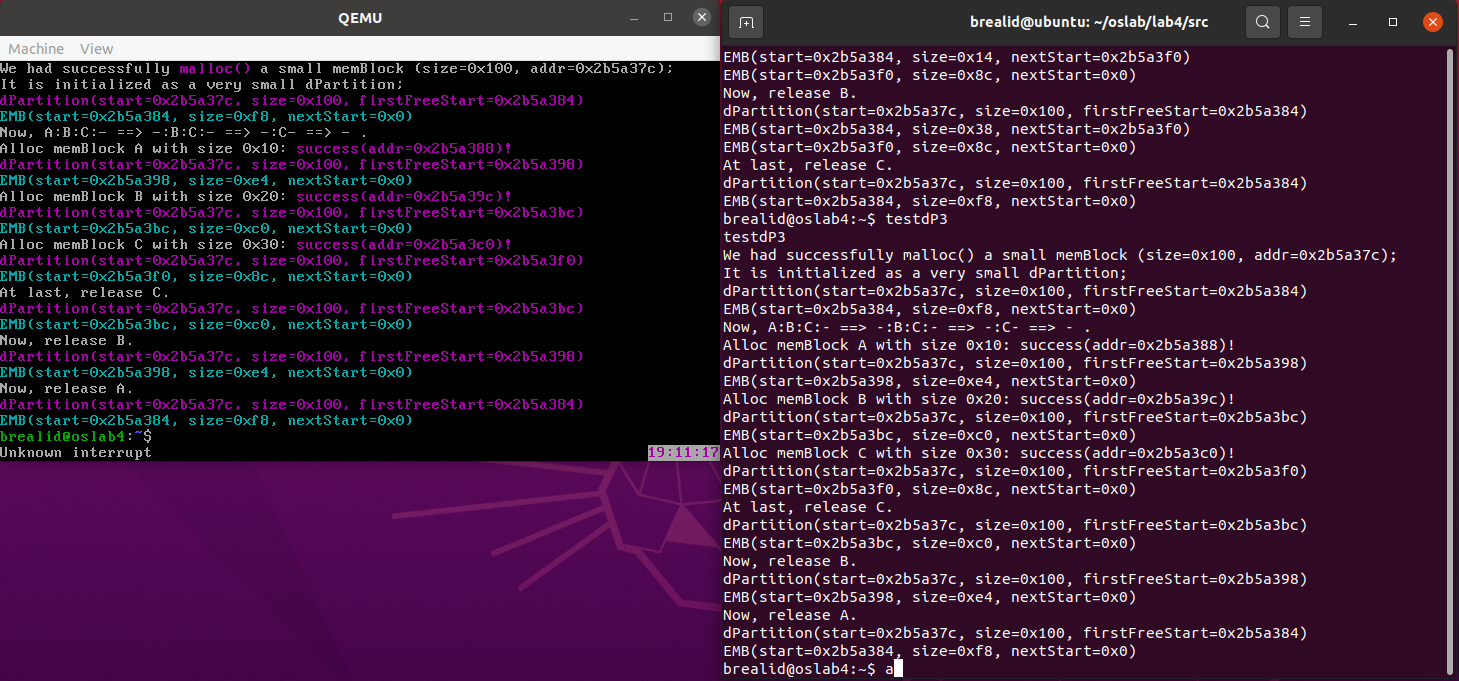 QEMU
Machine View
We had successfully malloc() a small memBlock (size=0x100, addr=0x2b5a37c);
It is initialized as a very small dPartition;
dPartition(start=0x2b5a37c, size=0x100, firstFreeStart=0x2b5a384)
EMB(start=0x2b5a384, size=0xf8, nextStart=0x0)
Now, A:B:C:- ==> -:B:C:- ==> -:C- ==> - .
Alloc memBlock A with size 0x10: success(addr=0x2b5a388)!
dPartition(start=0x2b5a37c, size=0x100, firstFreeStart=0x2b5a398)
EMB(start=0x2b5a398, size=0xe4, nextStart=0x0)
Alloc memBlock B with size 0x20: success(addr=0x2b5a39c)!
dPartition(start=0x2b5a37c, size=0x100, firstFreeStart=0x2b5a3bc)
EMB(start=0x2b5a3bc, size=0xc0, nextStart=0x0)
Alloc memBlock C with size 0x30: success(addr=0x2b5a3c0)!
dPartition(start=0x2b5a37c, size=0x100, firstFreeStart=0x2b5a3f0)
EMB(start=0x2b5a3f0, size=0x8c, nextStart=0x0)
At last, release C.
dPartition(start=0x2b5a37c, size=0x100, firstFreeStart=0x2b5a3bc)
EMB(start=0x2b5a3bc, size=0xc0, nextStart=0x0)
Now, release B.
dPartition(start=0x2b5a37c, size=0x100, firstFreeStart=0x2b5a398)
EMB(start=0x2b5a398, size=0xe4, nextStart=0x0)
Now, release A.
dPartition(start=0x2b5a37c, size=0x100, firstFreeStart=0x2b5a384)
EMB(start=0x2b5a384, size=0xf8, nextStart=0x0)
brealid@oslab4:~$
Unknown interrupt 19:11:17
brealid@ubuntu: ~/oslab/lab4/src
EMB(start=0x2b5a384, size=0x14, nextStart=0x2b5a3f0)
EMB(start=0x2b5a3f0, size=0x8c, nextStart=0x0)
Now, release B.
dPartition(start=0x2b5a37c, size=0x100, firstFreeStart=0x2b5a384)
EMB(start=0x2b5a384, size=0x38, nextStart=0x2b5a3f0)
EMB(start=0x2b5a3f0, size=0x8c, nextStart=0x0)
At last, release C.
dPartition(start=0x2b5a37c, size=0x100, firstFreeStart=0x2b5a384)
EMB(start=0x2b5a384, size=0xf8, nextStart=0x0)
brealid@oslab4:~$ testdP3
testdP3
We had successfully malloc() a small memBlock (size=0x100, addr=0x2b5a37c);
It is initialized as a very small dPartition;
dPartition(start=0x2b5a37c, size=0x100, firstFreeStart=0x2b5a384)
EMB(start=0x2b5a384, size=0xf8, nextStart=0x0)
Now, A:B:C:- ==> -:B:C:- ==> -:C- ==> - .
Alloc memBlock A with size 0x10: success(addr=0x2b5a388)!
dPartition(start=0x2b5a37c, size=0x100, firstFreeStart=0x2b5a398)
EMB(start=0x2b5a398, size=0xe4, nextStart=0x0)
Alloc memBlock B with size 0x20: success(addr=0x2b5a39c)!
dPartition(start=0x2b5a37c, size=0x100, firstFreeStart=0x2b5a3bc)
EMB(start=0x2b5a3bc, size=0xc0, nextStart=0x0)
Alloc memBlock C with size 0x30: success(addr=0x2b5a3c0)!
dPartition(start=0x2b5a37c, size=0x100, firstFreeStart=0x2b5a3f0)
EMB(start=0x2b5a3f0, size=0x8c, nextStart=0x0)
At last, release C.
dPartition(start=0x2b5a37c, size=0x100, firstFreeStart=0x2b5a3bc)
EMB(start=0x2b5a3bc, size=0xc0, nextStart=0x0)
Now, release B.
dPartition(start=0x2b5a37c, size=0x100, firstFreeStart=0x2b5a398)
EMB(start=0x2b5a398, size=0xe4, nextStart=0x0)
Now, release A.
dPartition(start=0x2b5a37c, size=0x100, firstFreeStart=0x2b5a384)
EMB(start=0x2b5a384, size=0xf8, nextStart=0x0)
brealid@oslab4:~$ a